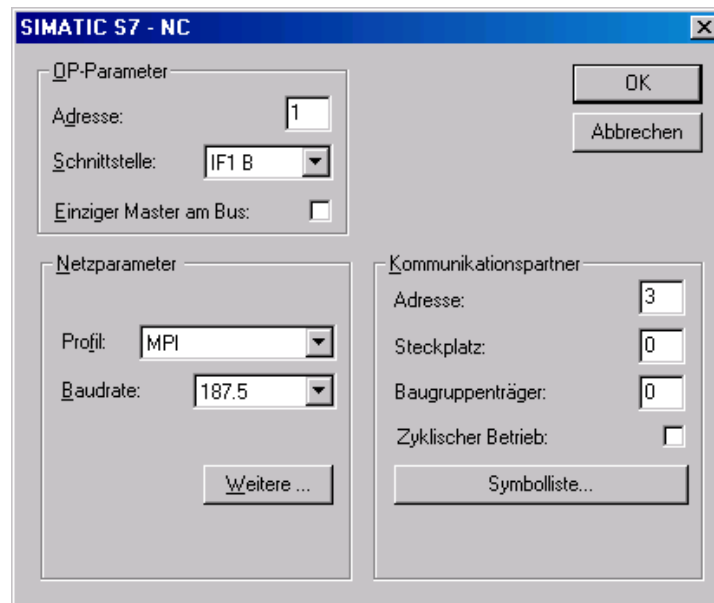 SIMATIC S7 - NC
OP-Parameter
Adresse: 1
Schnittstelle: IF1 B
Einziger Master am Bus:
OK
Abbrechen
Netzparameter
Profil: MPI
Baudrate: 187.5
Weitere ...
Kommunikationspartner
Adresse: 3
Steckplatz: 0
Baugruppenträger: 0
Zyklischer Betrieb:
Symbolliste...